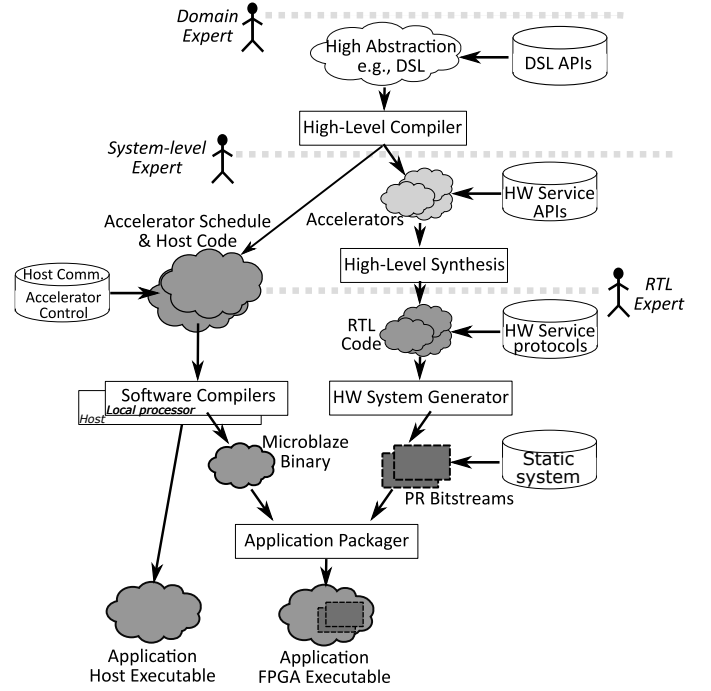 Domain
Expert
High Abstraction
e.g., DSL
DSL APIs
High-Level Compiler
System-level
Expert
Accelerators
HW Service
APIs
Accelerator Schedule
& Host Code
High-Level Synthesis
Host Comm.
Accelerator
Control
RTL
Expert
RTL
Code
HW Service
protocols
Software Compilers
Local processor
Host
HW System Generator
Microblaze
Binary
Static
system
PR Bitstreams
Application Packager
Application
Host Executable
Application
FPGA Executable